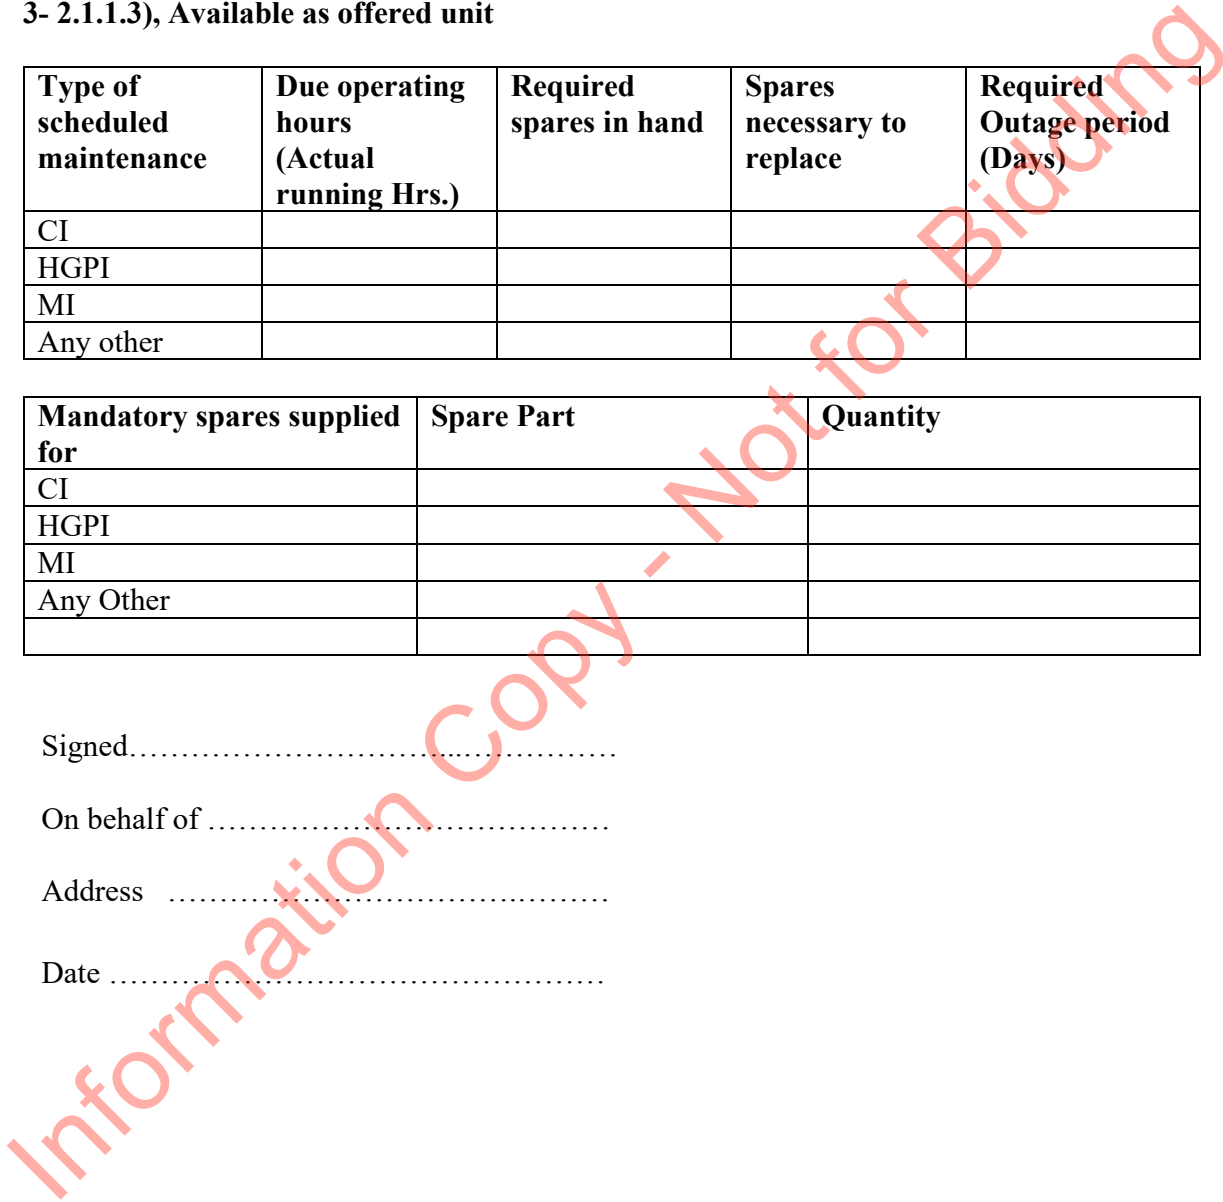 3- 2.1.1.3), Available as offered unit
Type of scheduled maintenance | Due operating hours (Actual running Hrs.) | Required spares in hand | Spares necessary to replace | Required Outage period (Days)
CI
HGPI
MI
Any other
Mandatory spares supplied for | Spare Part | Quantity
CI
HGPI
MI
Any Other
Signed…………………………...……………
On behalf of …………………………………
Address …………………………….………
Date …………………………………………
Information Copy - Not for Bidding